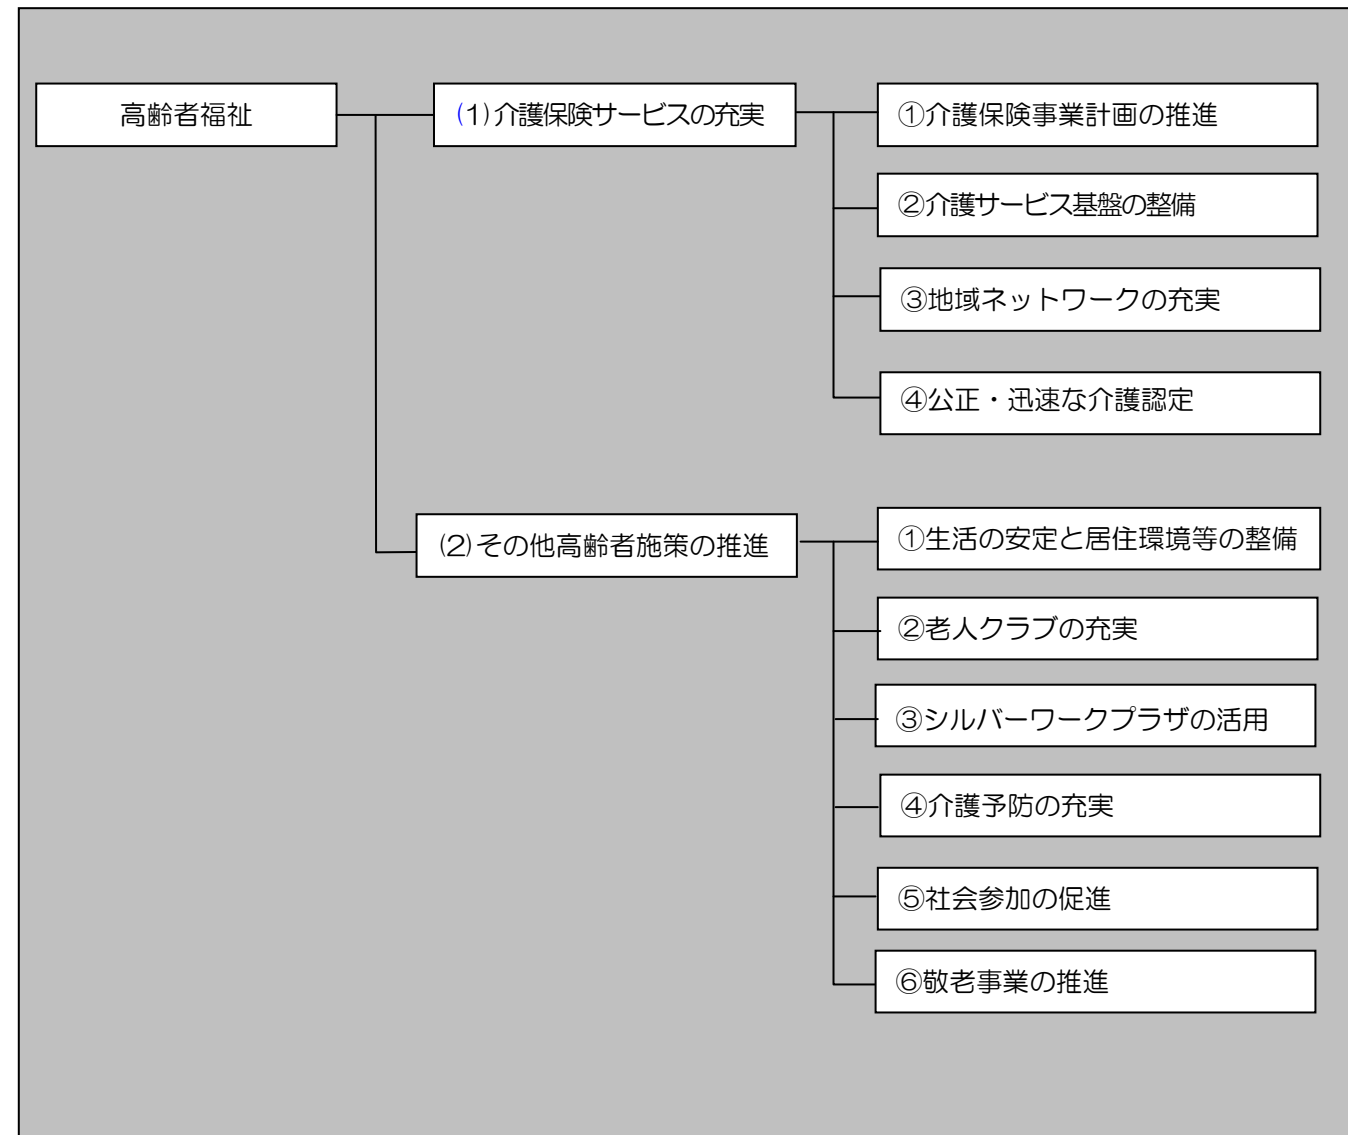 高齢者福祉
(1)介護保険サービスの充実
①介護保険事業計画の推進
②介護サービス基盤の整備
③地域ネットワークの充実
④公正・迅速な介護認定
(2)その他高齢者施策の推進
①生活の安定と居住環境等の整備
②老人クラブの充実
③シルバーワークプラザの活用
④介護予防の充実
⑤社会参加の促進
⑥敬老事業の推進